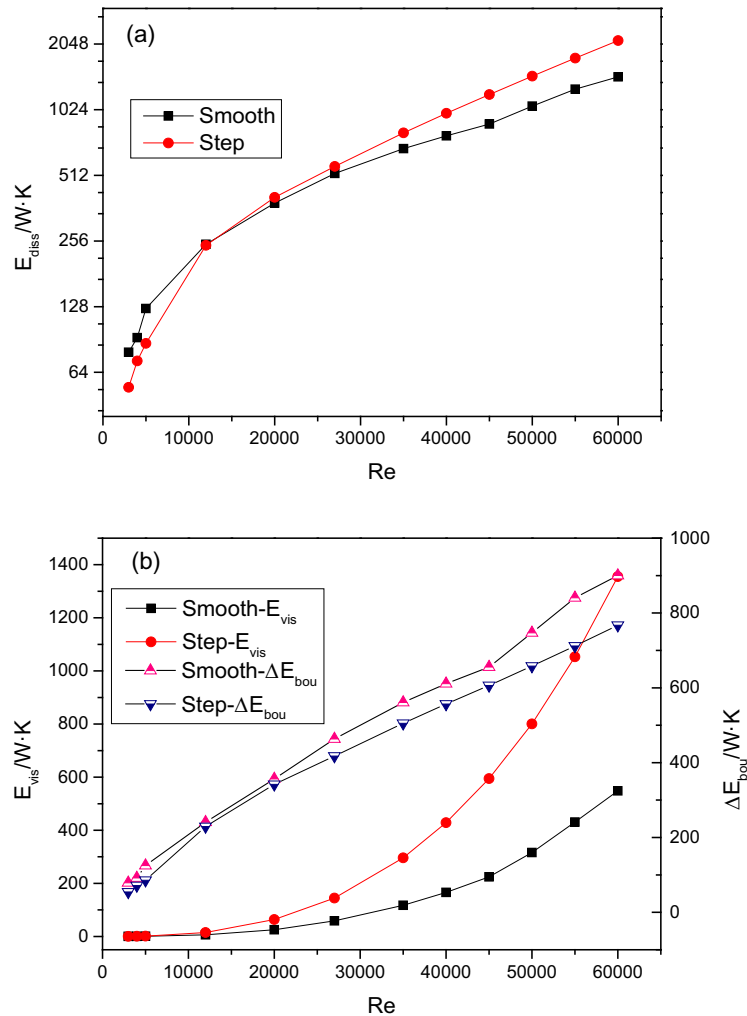 (a)
2048
1024
512
256
128
64
E_diss/W·K
Smooth
Step
0 10000 20000 30000 40000 50000 60000
Re
(b)
1400
1200
1000
800
600
400
200
0
E_vis/W·K
Smooth-E_vis
Step-E_vis
Smooth-ΔE_bou
Step-ΔE_bou
1000
800
600
400
200
0
ΔE_bou/W·K
0 10000 20000 30000 40000 50000 60000
Re